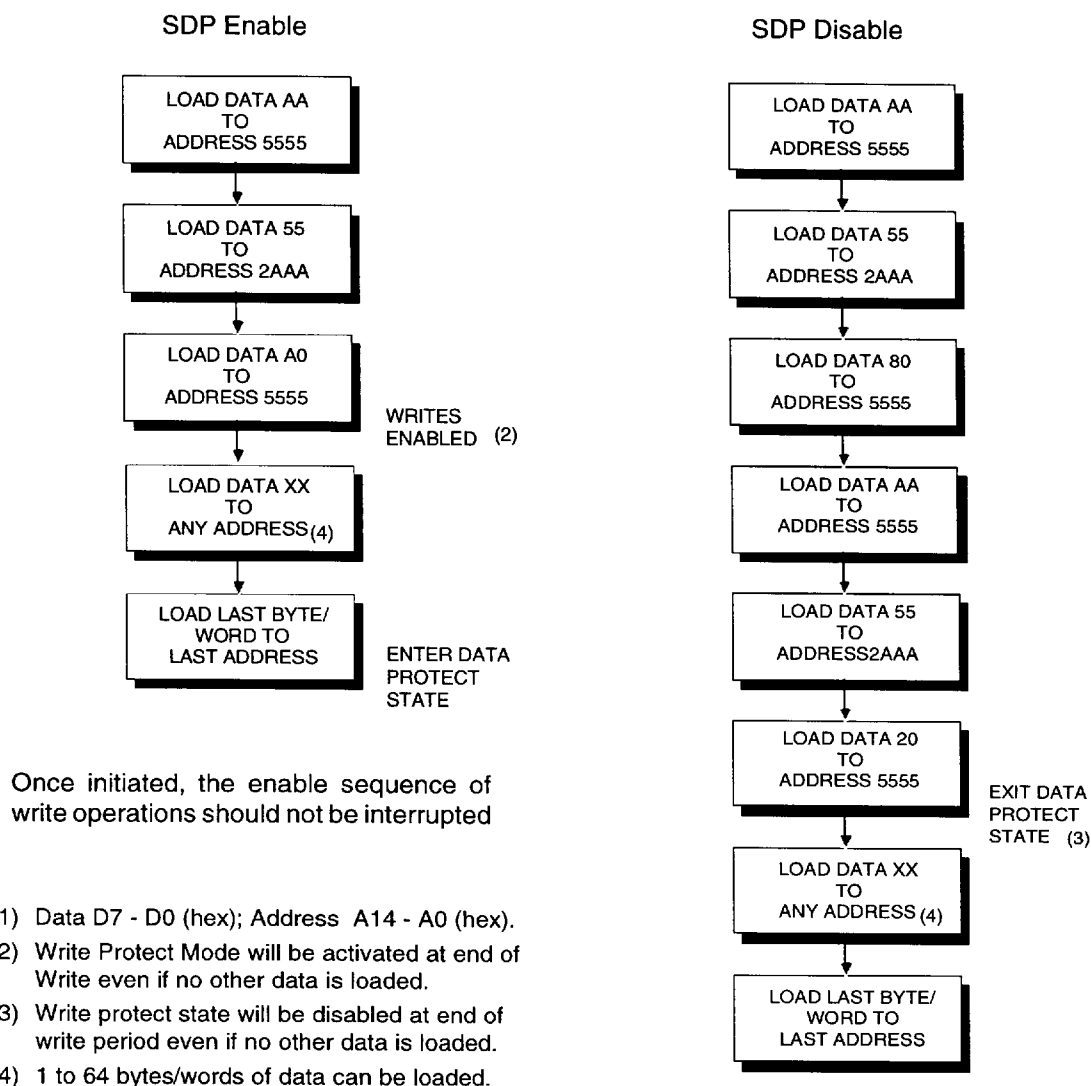 SDP Enable
LOAD DATA AA
TO
ADDRESS 5555
LOAD DATA 55
TO
ADDRESS 2AAA
LOAD DATA A0
TO
ADDRESS 5555
WRITES
ENABLED (2)
LOAD DATA XX
TO
ANY ADDRESS(4)
LOAD LAST BYTE/
WORD TO
LAST ADDRESS
ENTER DATA
PROTECT
STATE
Once initiated, the enable sequence of
write operations should not be interrupted
1) Data D7 - D0 (hex); Address A14 - A0 (hex).
2) Write Protect Mode will be activated at end of
Write even if no other data is loaded.
3) Write protect state will be disabled at end of
write period even if no other data is loaded.
4) 1 to 64 bytes/words of data can be loaded.
SDP Disable
LOAD DATA AA
TO
ADDRESS 5555
LOAD DATA 55
TO
ADDRESS 2AAA
LOAD DATA 80
TO
ADDRESS 5555
LOAD DATA AA
TO
ADDRESS 5555
LOAD DATA 55
TO
ADDRESS2AAA
LOAD DATA 20
TO
ADDRESS 5555
EXIT DATA
PROTECT
STATE (3)
LOAD DATA XX
TO
ANY ADDRESS (4)
LOAD LAST BYTE/
WORD TO
LAST ADDRESS